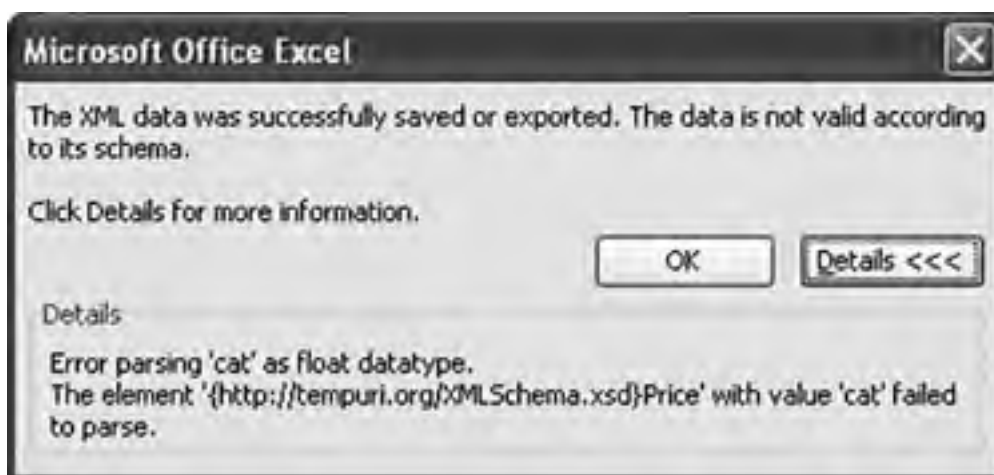 Microsoft Office Excel
The XML data was successfully saved or exported. The data is not valid according
to its schema.
Click Details for more information.
OK
Details <<<
Details
Error parsing 'cat' as float datatype.
The element '{http://tempuri.org/XMLSchema.xsd}Price' with value 'cat' failed
to parse.